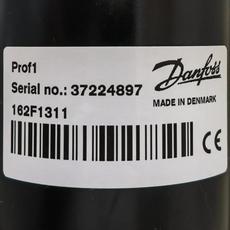 Prof1
Danfoss
Serial no.: 37224897
MADE IN DENMARK
162F1311
CE